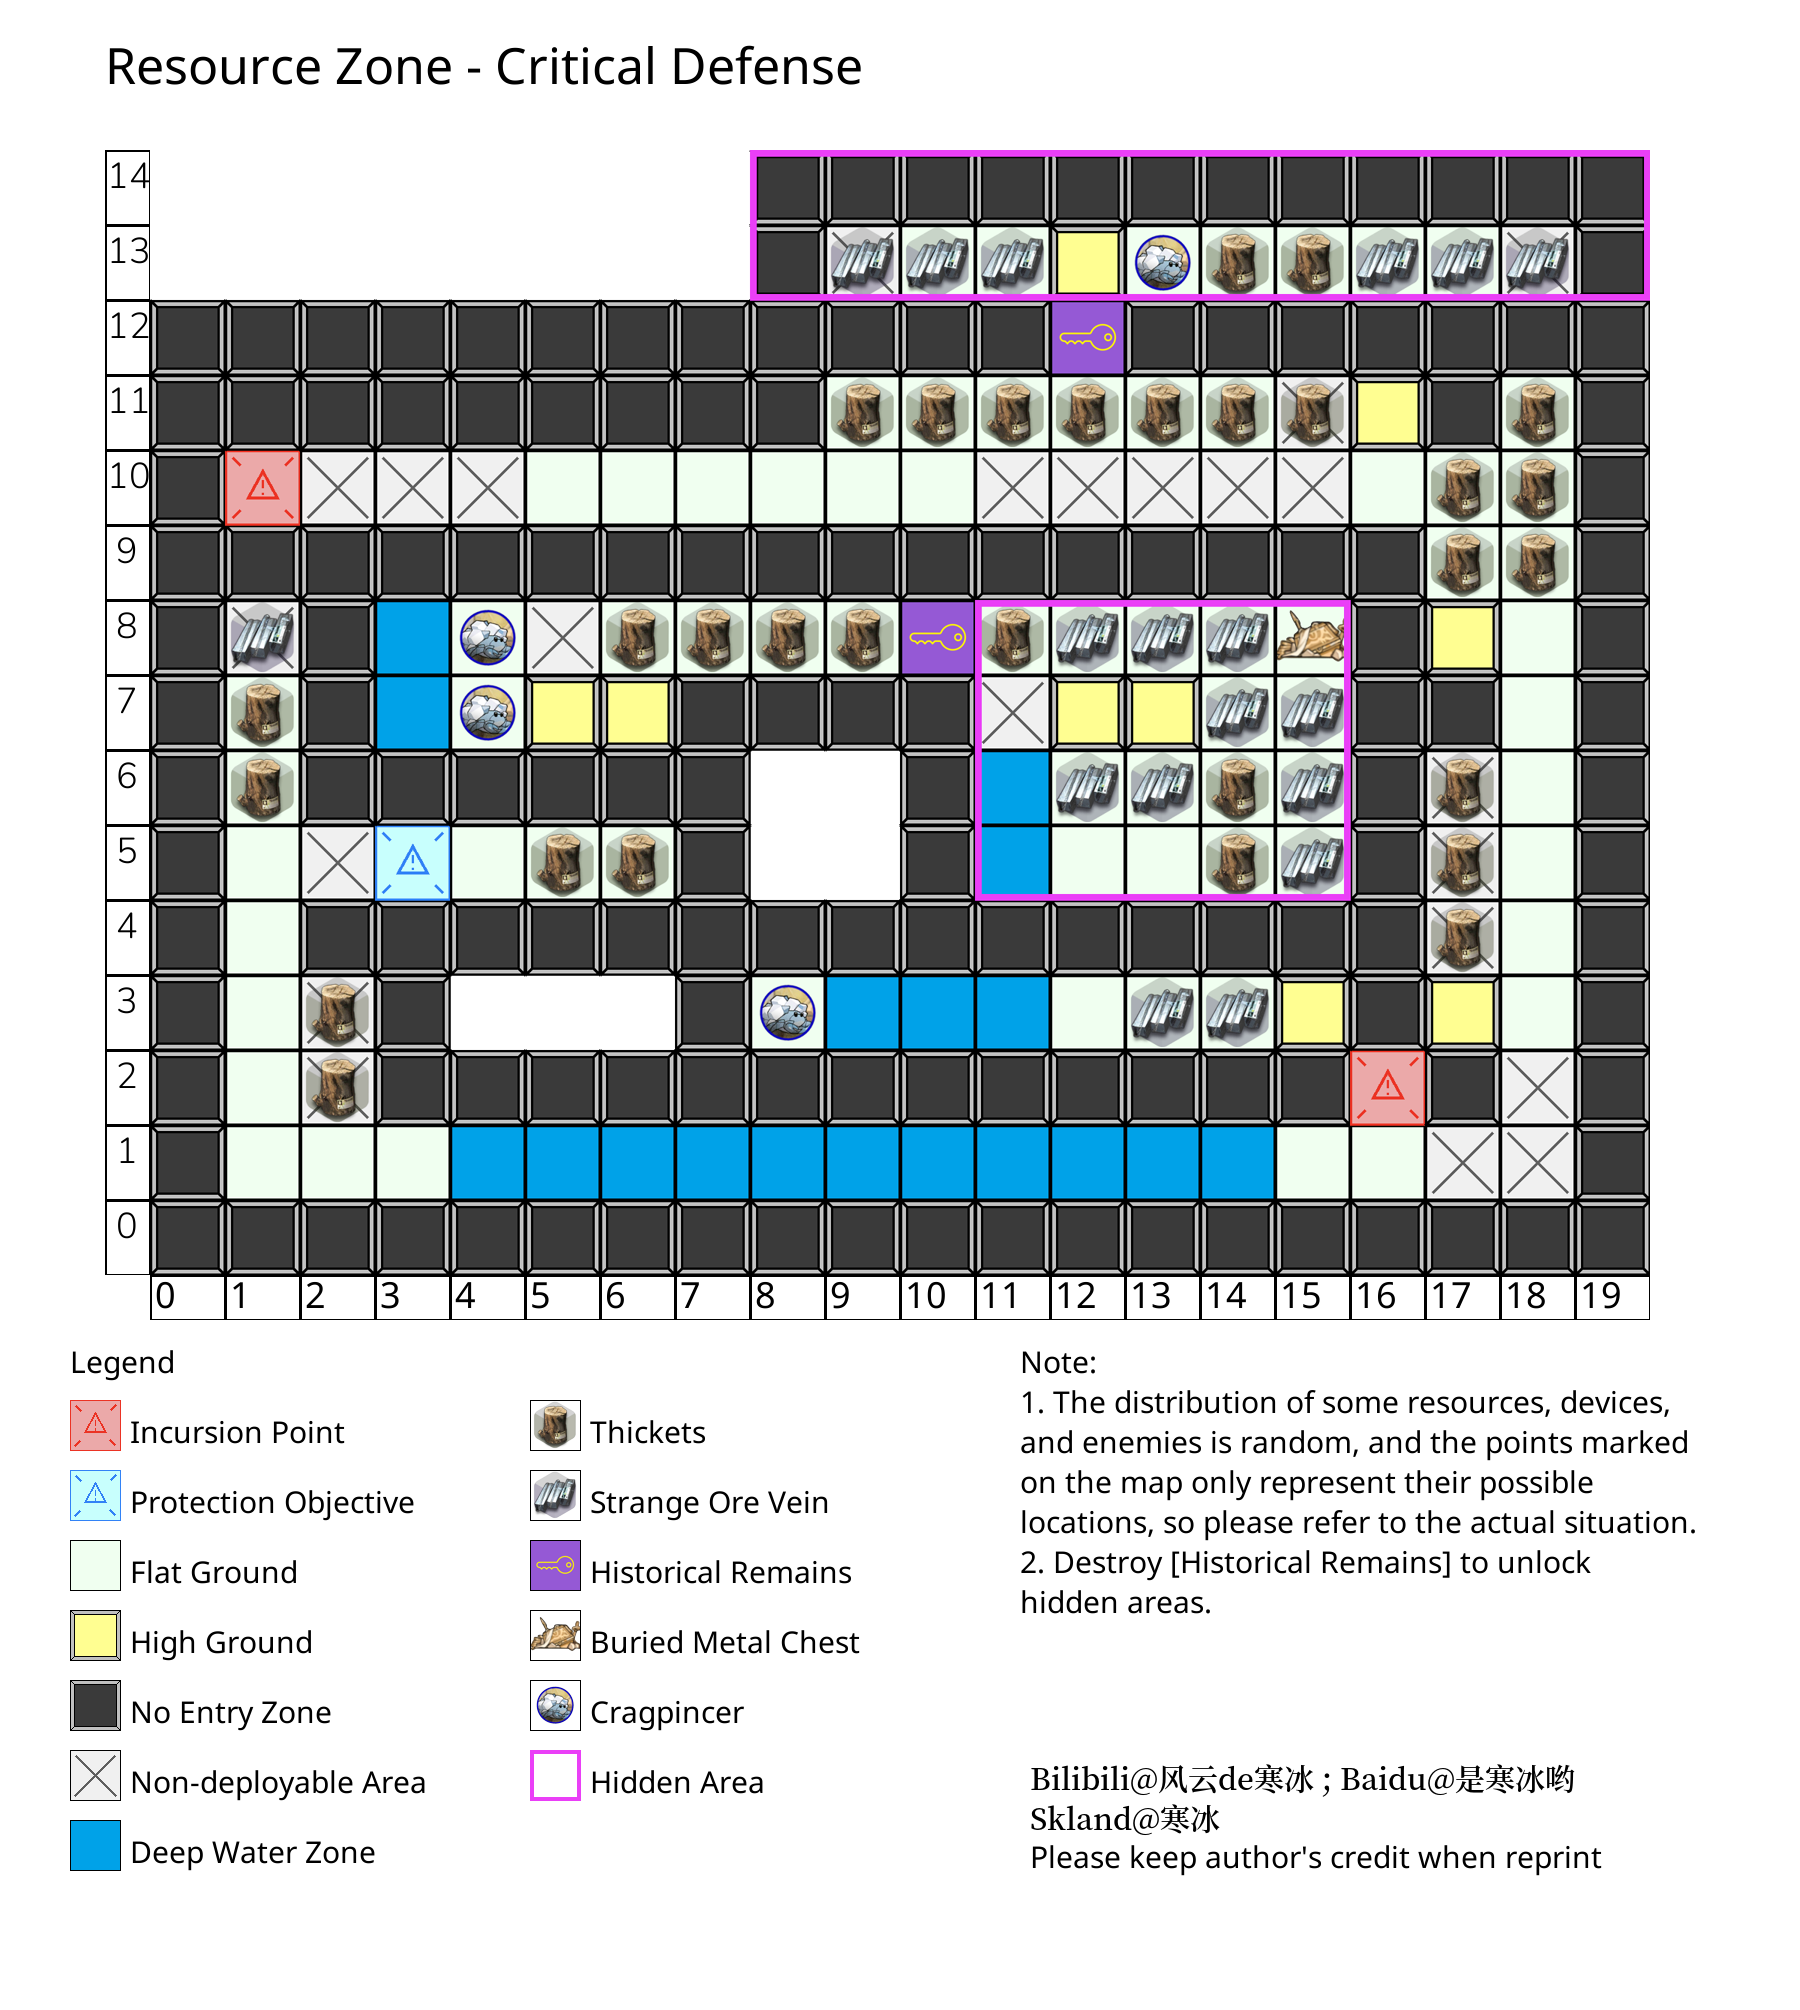 Resource Zone - Critical Defense
14
13
12
11
10
9
8
7
6
5
4
3
2
1
0
0 1 2 3 4 5 6 7 8 9 10 11 12 13 14 15 16 17 18 19
Legend
Incursion Point
Protection Objective
Flat Ground
High Ground
No Entry Zone
Non-deployable Area
Deep Water Zone
Thickets
Strange Ore Vein
Historical Remains
Buried Metal Chest
Cragpincer
Hidden Area
Note:
1. The distribution of some resources, devices,
and enemies is random, and the points marked
on the map only represent their possible
locations, so please refer to the actual situation.
2. Destroy [Historical Remains] to unlock
hidden areas.
Bilibili@风云de寒冰 ; Baidu@是寒冰哟
Skland@寒冰
Please keep author's credit when reprint